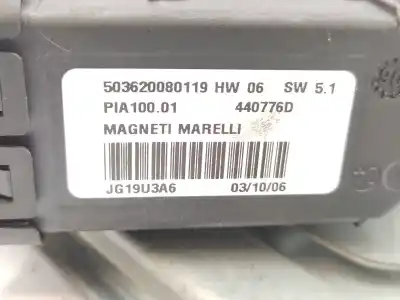 503620080119 HW 06 SW 5.1
PIA100.01 440776D
MAGNETI MARELLI
JG19U3A6 03/10/06